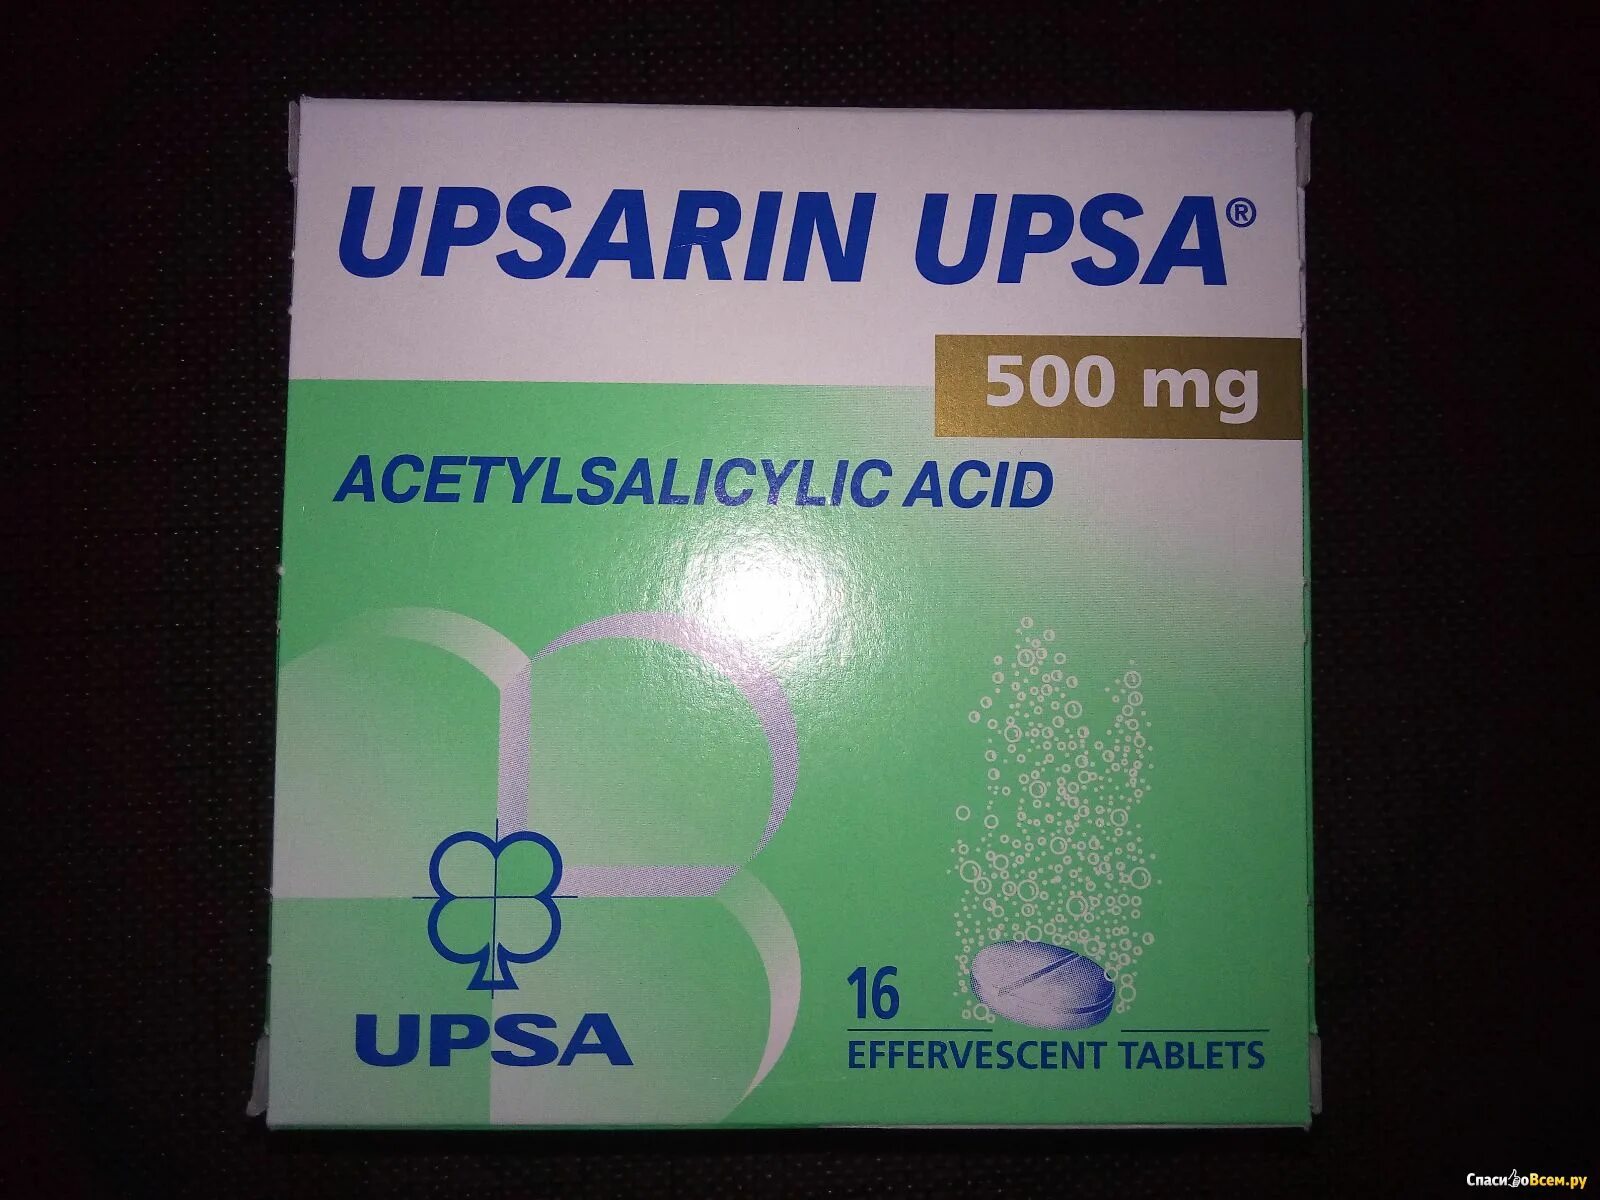 UPSARIN UPSA®
500 mg
ACETYLSALICYLIC ACID
16
EFFERVESCENT TABLETS
UPSA
СпасибоВсем.ру